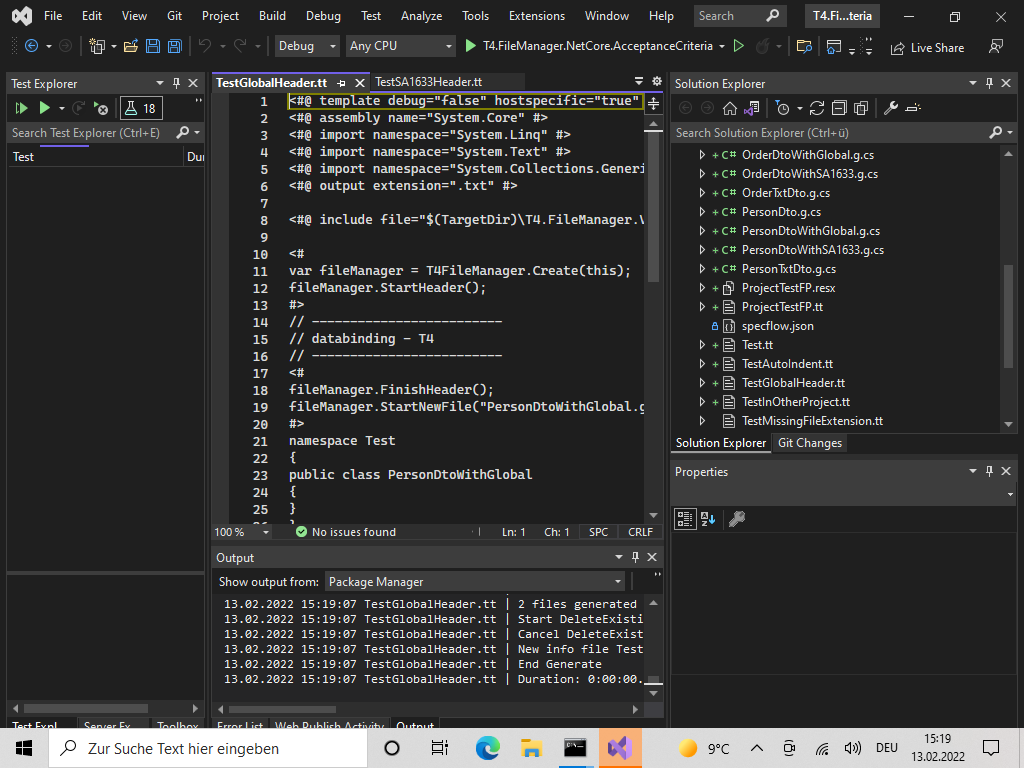 File Edit View Git Project Build Debug Test Analyze Tools Extensions Window Help Search T4.Fi...teria
Debug Any CPU T4.FileManager.NetCore.AcceptanceCriteria Live Share
Test Explorer
18
Search Test Explorer (Ctrl+E)
Test Dur
TestGlobalHeader.tt TestSA1633Header.tt
1 <#@ template debug="false" hostspecific="true"
2 <#@ assembly name="System.Core" #>
3 <#@ import namespace="System.Linq" #>
4 <#@ import namespace="System.Text" #>
5 <#@ import namespace="System.Collections.Generi
6 <#@ output extension=".txt" #>
7
8 <#@ include file="$(TargetDir)\T4.FileManager.V
9
10 <#
11 var fileManager = T4FileManager.Create(this);
12 fileManager.StartHeader();
13 #>
14 // -------------------------
15 // databinding - T4
16 // -------------------------
17 <#
18 fileManager.FinishHeader();
19 fileManager.StartNewFile("PersonDtoWithGlobal.g
20 #>
21 namespace Test
22 {
23 public class PersonDtoWithGlobal
24 {
25 }
100 % No issues found Ln: 1 Ch: 1 SPC CRLF
Output
Show output from: Package Manager
13.02.2022 15:19:07 TestGlobalHeader.tt | 2 files generated
13.02.2022 15:19:07 TestGlobalHeader.tt | Start DeleteExisti
13.02.2022 15:19:07 TestGlobalHeader.tt | Cancel DeleteExist
13.02.2022 15:19:07 TestGlobalHeader.tt | New info file Test
13.02.2022 15:19:07 TestGlobalHeader.tt | End Generate
13.02.2022 15:19:07 TestGlobalHeader.tt | Duration: 0:00:00.
Test Expl... Server Ex... Toolbox
Error List Web Publish Activity Output
Solution Explorer
Search Solution Explorer (Ctrl+ü)
C# OrderDtoWithGlobal.g.cs
C# OrderDtoWithSA1633.g.cs
C# OrderTxtDto.g.cs
C# PersonDto.g.cs
C# PersonDtoWithGlobal.g.cs
C# PersonDtoWithSA1633.g.cs
C# PersonTxtDto.g.cs
ProjectTestFP.resx
ProjectTestFP.tt
specflow.json
Test.tt
TestAutoIndent.tt
TestGlobalHeader.tt
TestInOtherProject.tt
TestMissingFileExtension.tt
Solution Explorer Git Changes
Properties
Zur Suche Text hier eingeben
9°C DEU 15:19
13.02.2022